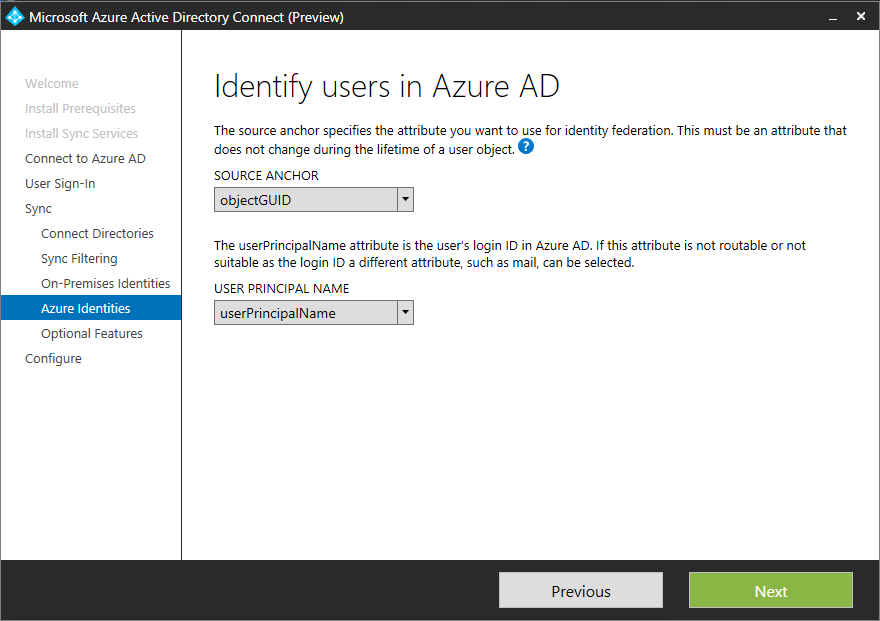 Microsoft Azure Active Directory Connect (Preview)
Welcome
Install Prerequisites
Install Sync Services
Connect to Azure AD
User Sign-In
Sync
Connect Directories
Sync Filtering
On-Premises Identities
Azure Identities
Optional Features
Configure
Identify users in Azure AD
The source anchor specifies the attribute you want to use for identity federation. This must be an attribute that
does not change during the lifetime of a user object. ?
SOURCE ANCHOR
objectGUID
The userPrincipalName attribute is the user's login ID in Azure AD. If this attribute is not routable or not
suitable as the login ID a different attribute, such as mail, can be selected.
USER PRINCIPAL NAME
userPrincipalName
Previous
Next